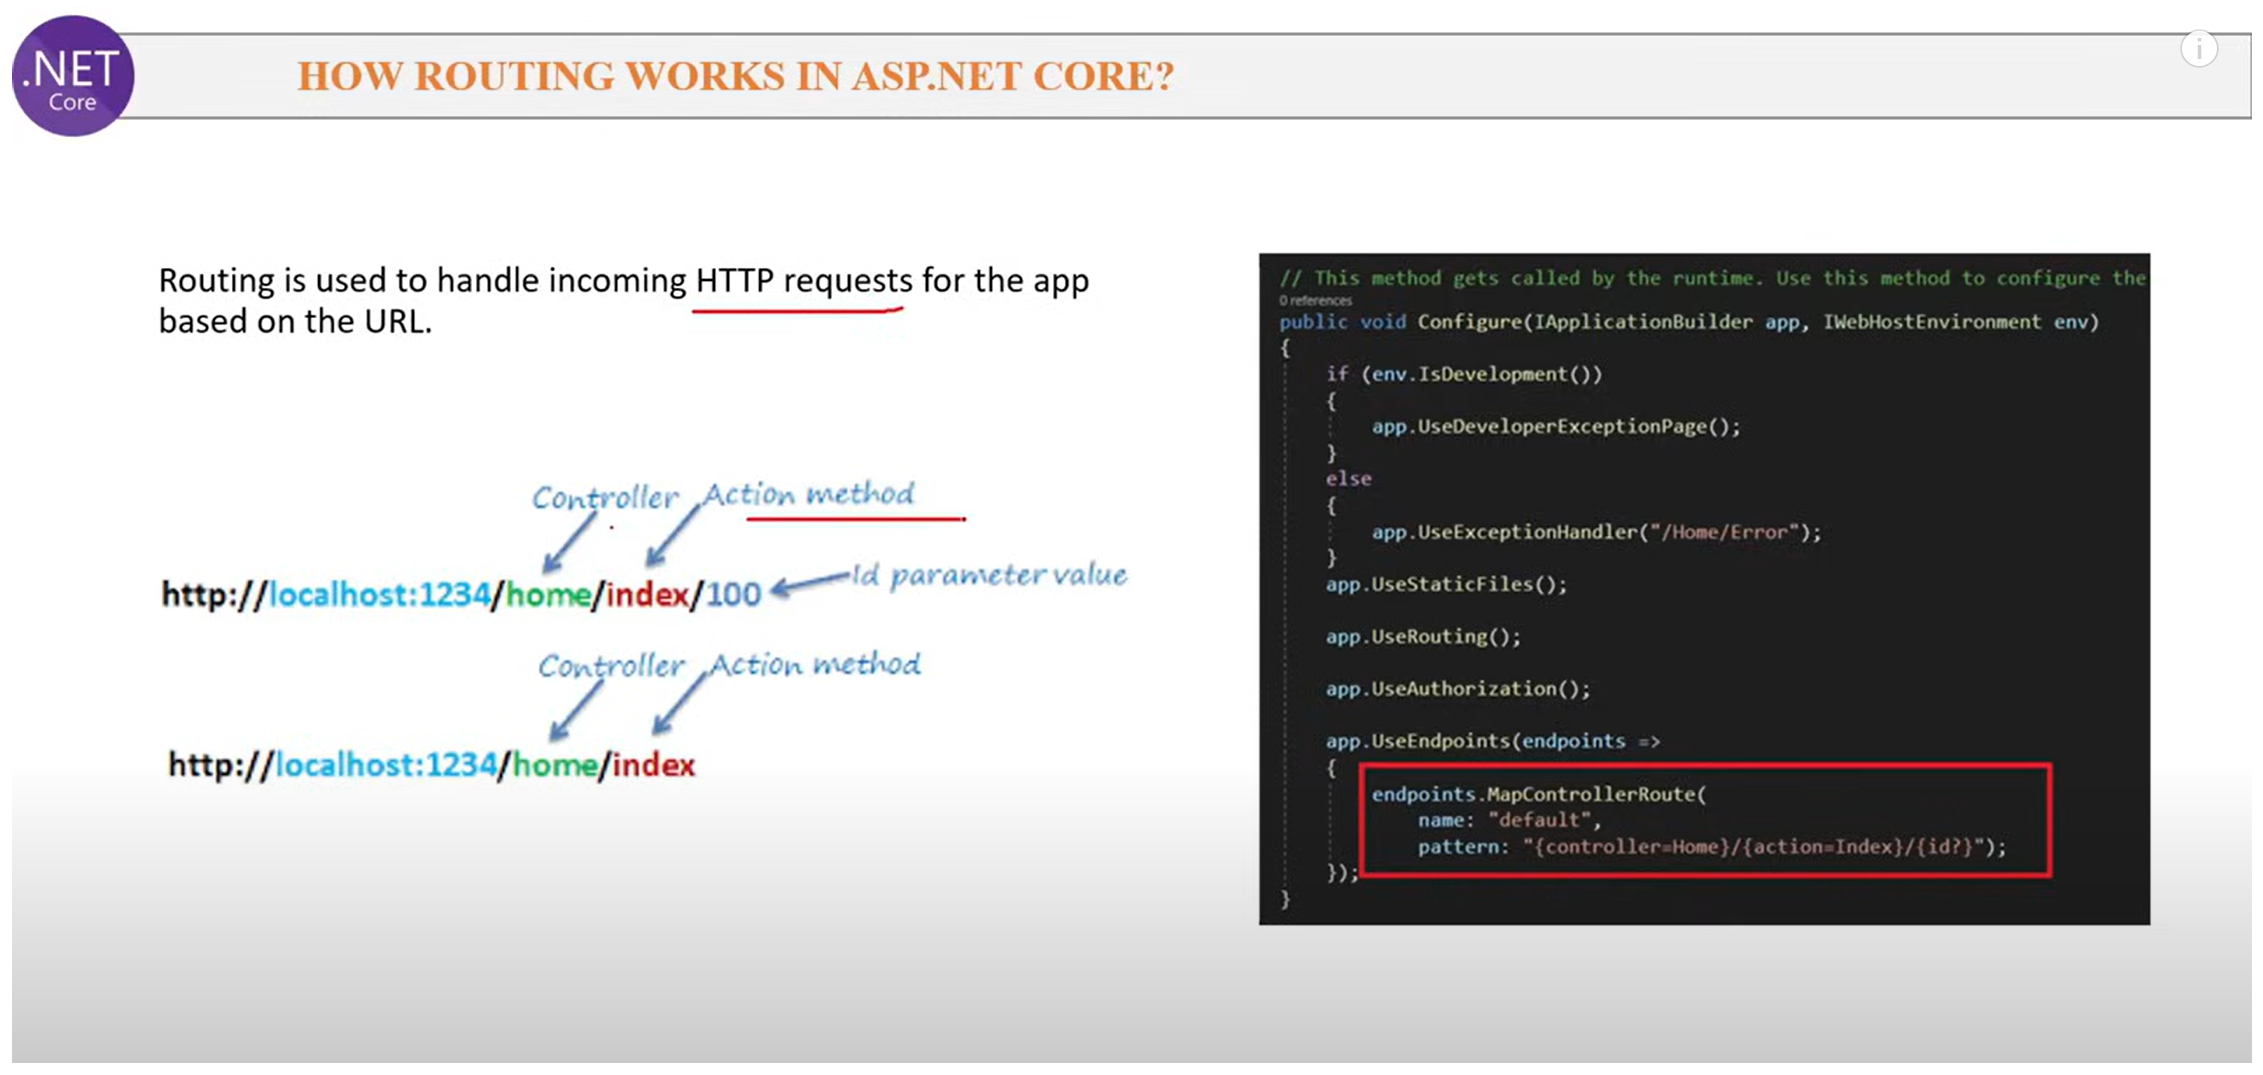 .NET
Core
HOW ROUTING WORKS IN ASP.NET CORE?
i
Routing is used to handle incoming HTTP requests for the app
based on the URL.
Controller Action method
http://localhost:1234/home/index/100
Id parameter value
Controller Action method
http://localhost:1234/home/index
// This method gets called by the runtime. Use this method to configure the
0 references
public void Configure(IApplicationBuilder app, IWebHostEnvironment env)
{
if (env.IsDevelopment())
{
app.UseDeveloperExceptionPage();
}
else
{
app.UseExceptionHandler("/Home/Error");
}
app.UseStaticFiles();
app.UseRouting();
app.UseAuthorization();
app.UseEndpoints(endpoints =>
{
endpoints.MapControllerRoute(
name: "default",
pattern: "{controller=Home}/{action=Index}/{id?}");
});
}